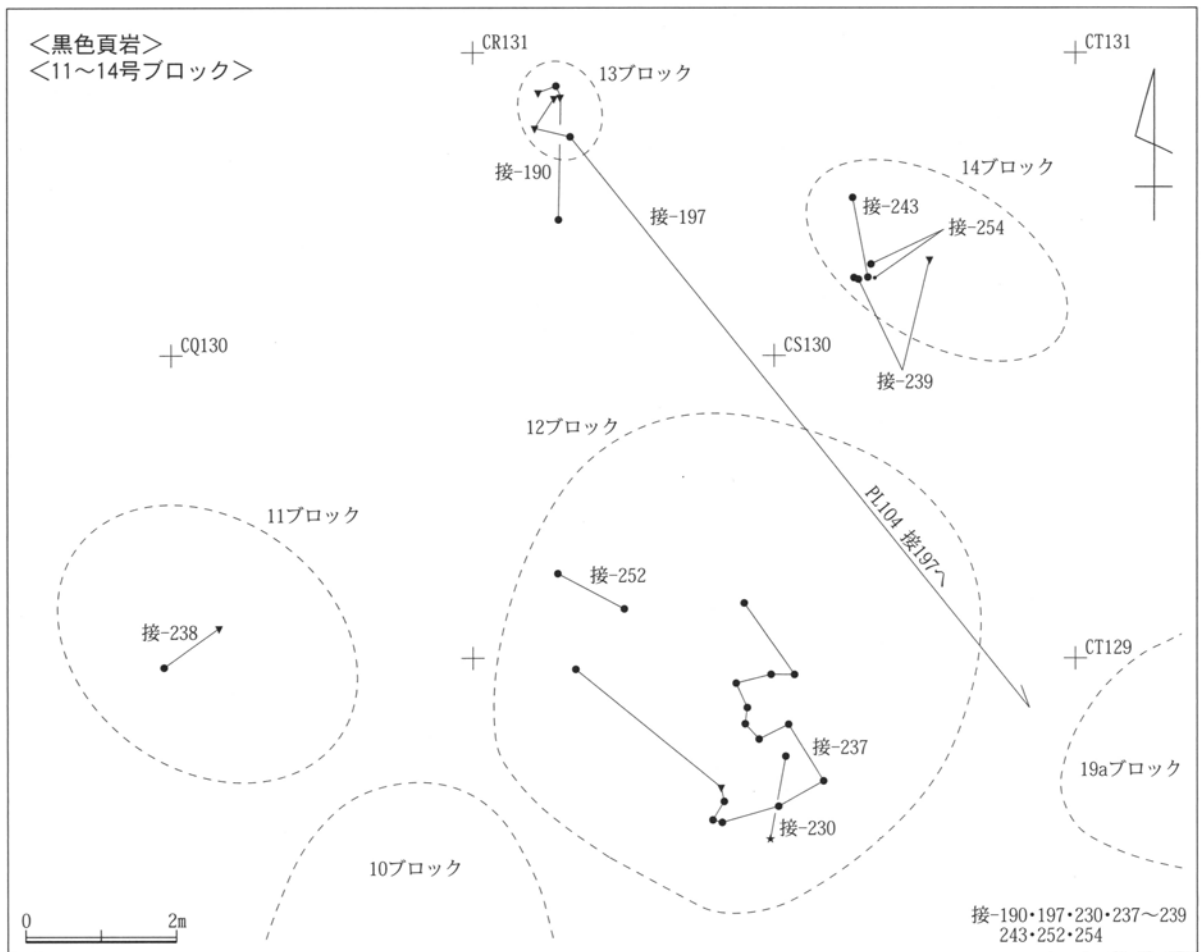 <黒色頁岩>
<11～14号ブロック>
CR131
CT131
13ブロック
接-190
接-197
14ブロック
接-243
接-254
CQ130
CS130
接-239
12ブロック
PL104 接197へ
11ブロック
接-252
接-238
CT129
接-237
19aブロック
接-230
10ブロック
0 2m
接-190・197・230・237～239
243・252・254